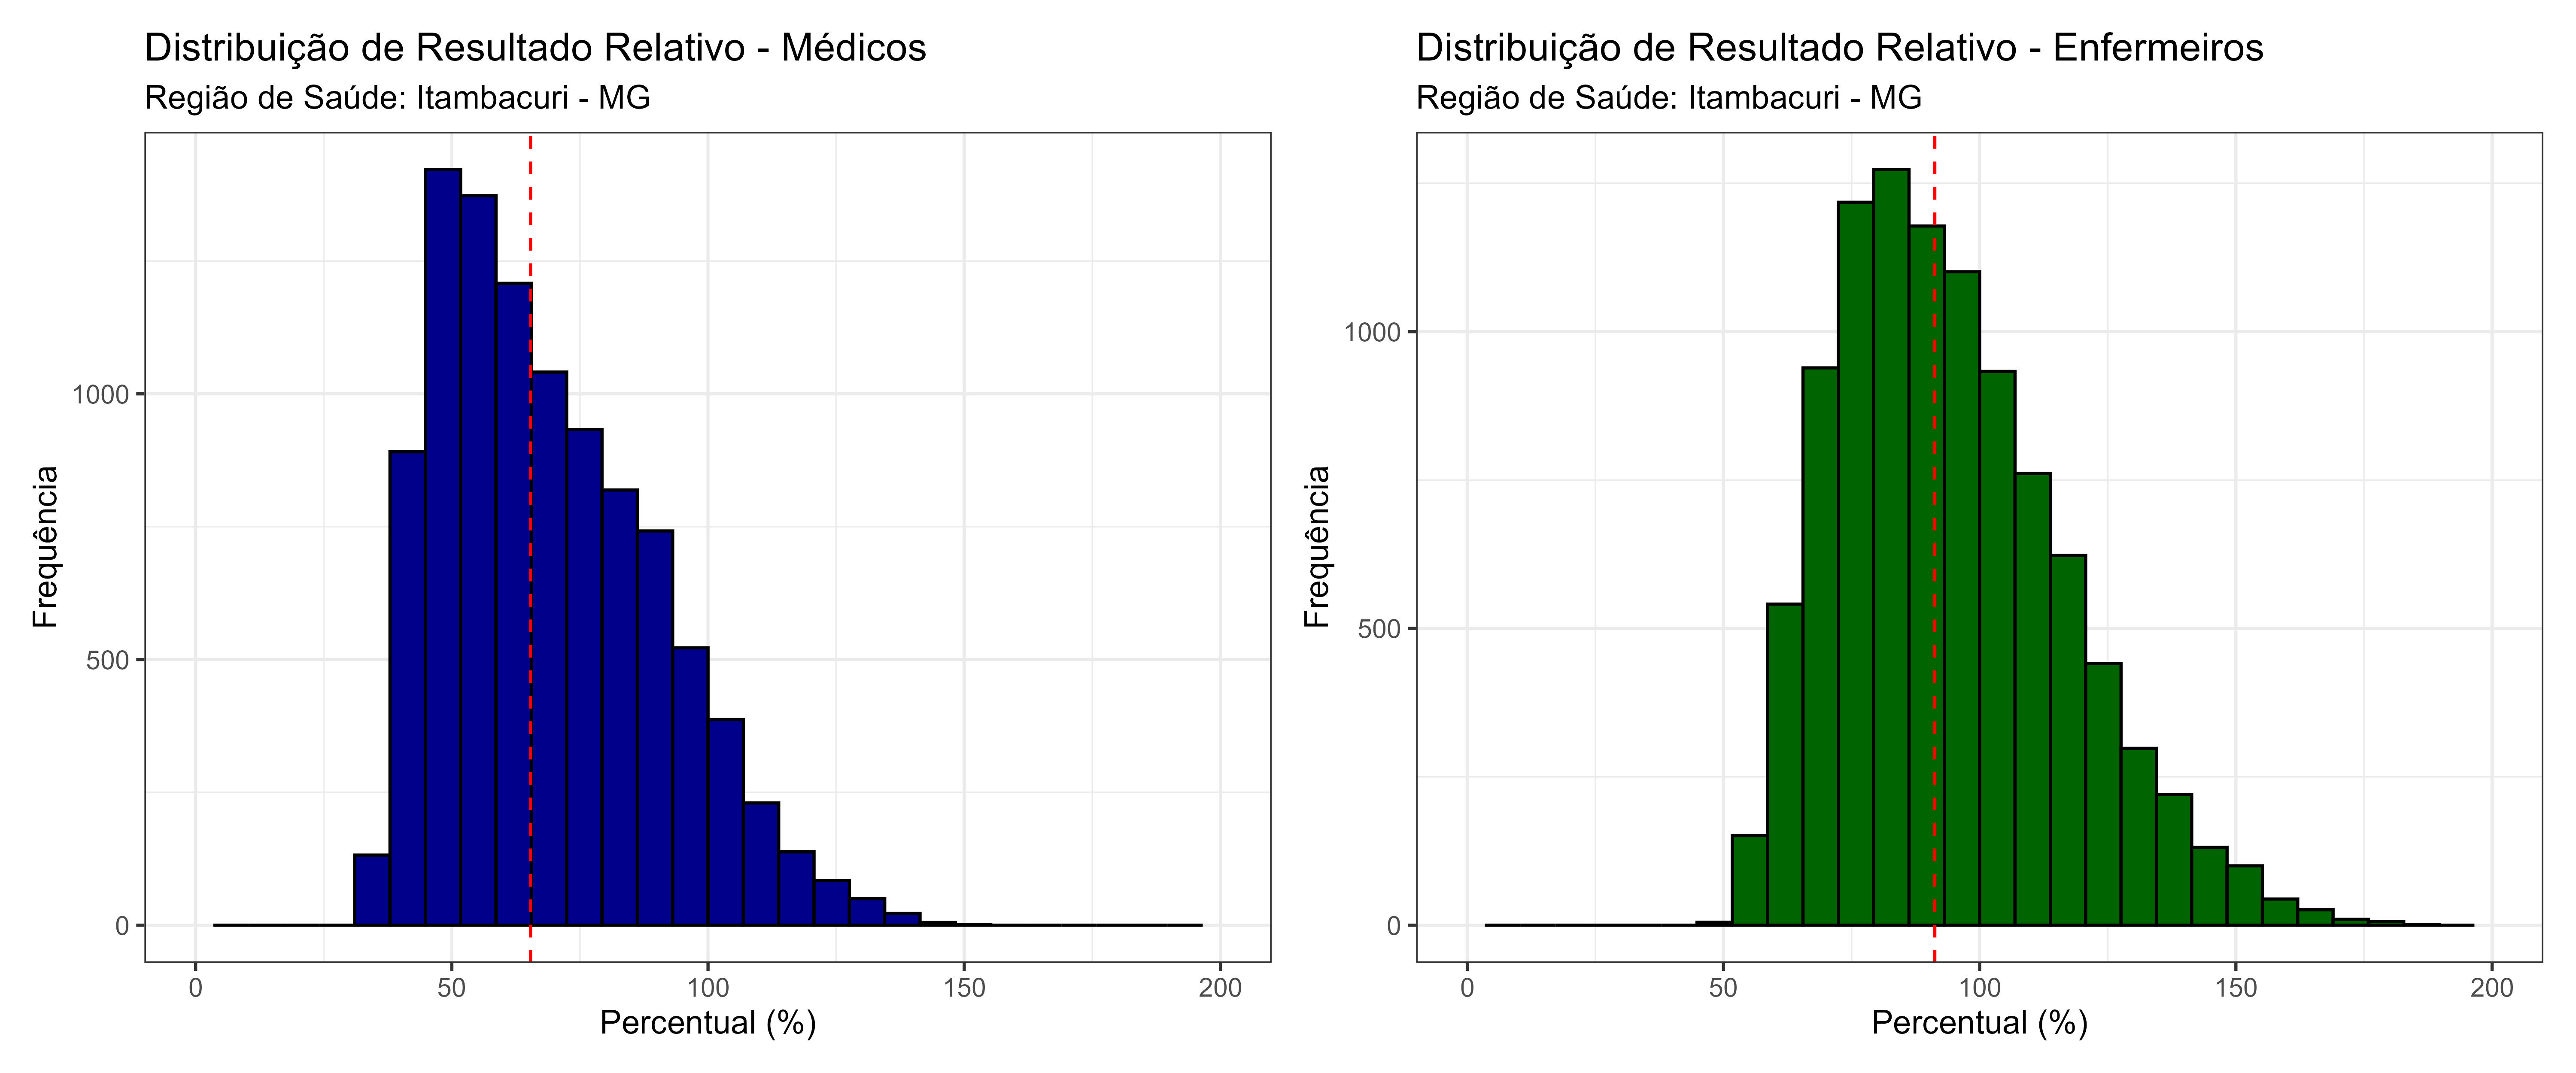 Distribuição de Resultado Relativo - Médicos
Região de Saúde: Itambacuri - MG
Frequência
1000
500
0
0 50 100 150 200
Percentual (%)
Distribuição de Resultado Relativo - Enfermeiros
Região de Saúde: Itambacuri - MG
Frequência
1000
500
0
0 50 100 150 200
Percentual (%)